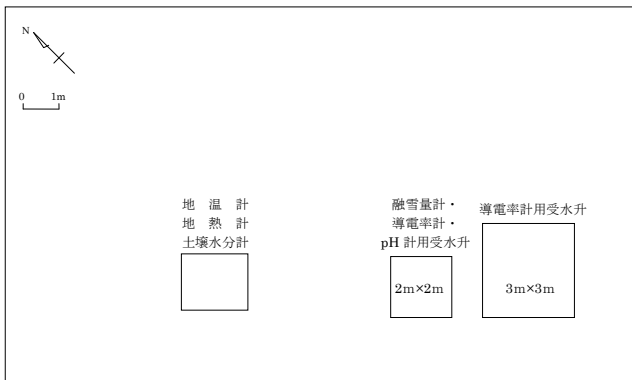 N
0 1m
地 温 計
地 熱 計
土壌水分計
融雪量計・
導電率計・
pH 計用受水升
導電率計用受水升
2m×2m
3m×3m